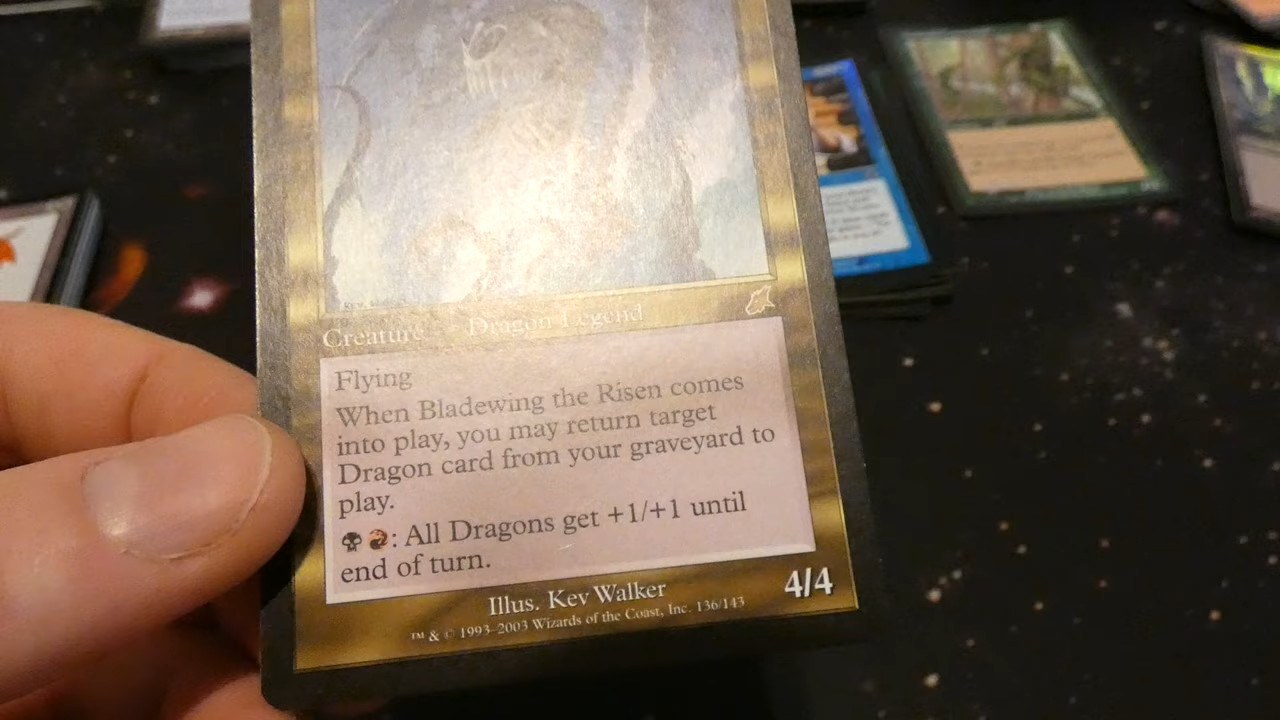 Creature — Dragon Legend
Flying
When Bladewing the Risen comes
into play, you may return target
Dragon card from your graveyard to
play.
: All Dragons get +1/+1 until
end of turn.
Illus. Kev Walker
4/4
™ & © 1993-2003 Wizards of the Coast, Inc. 136/143